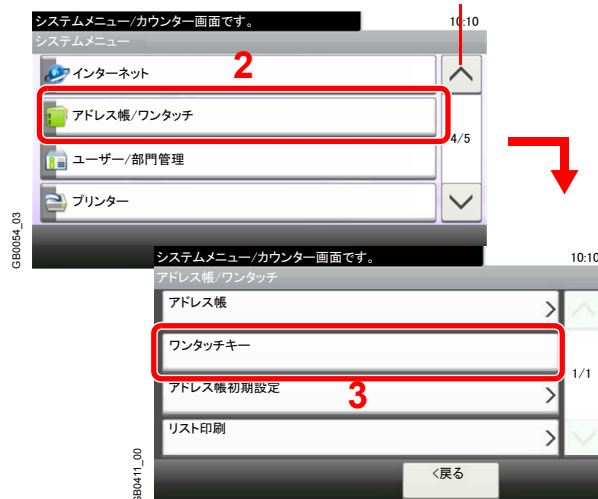 システムメニュー/カウンター画面です。
10:10
システムメニュー
インターネット
2
アドレス帳/ワンタッチ
4/5
ユーザー/部門管理
プリンター
GB0054_03
システムメニュー/カウンター画面です。
10:10
アドレス帳/ワンタッチ
アドレス帳
ワンタッチキー
1/1
アドレス帳初期設定
3
リスト印刷
<戻る
GB0411_00